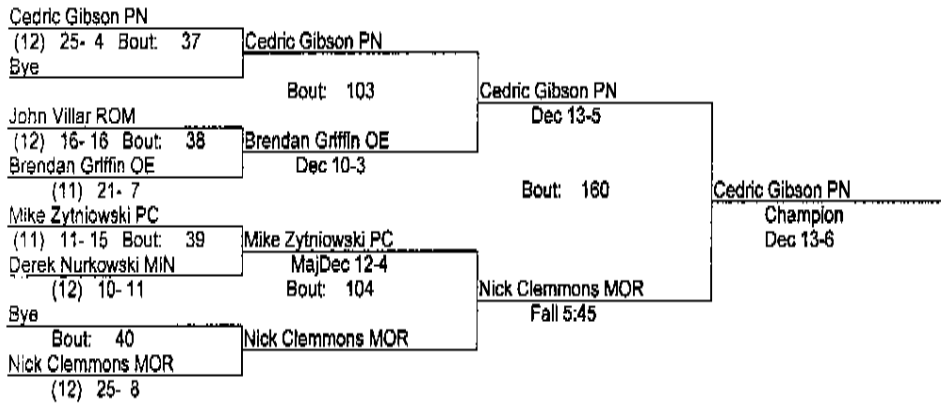 Cedric Gibson PN
(12) 25- 4 Bout: 37
Bye
Cedric Gibson PN
Bout: 103
John Villar ROM
(12) 16- 16 Bout: 38
Brendan Griffin OE
(11) 21- 7
Brendan Griffin OE
Dec 10-3
Cedric Gibson PN
Dec 13-5
Mike Zytniowski PC
(11) 11- 15 Bout: 39
Derek Nurkowski MIN
(12) 10- 11
Mike Zytniowski PC
MajDec 12-4
Bout: 104
Bye
Bout: 40
Nick Clemmons MOR
(12) 25- 8
Nick Clemmons MOR
Nick Clemmons MOR
Fall 5:45
Bout: 160
Cedric Gibson PN
Champion
Dec 13-6